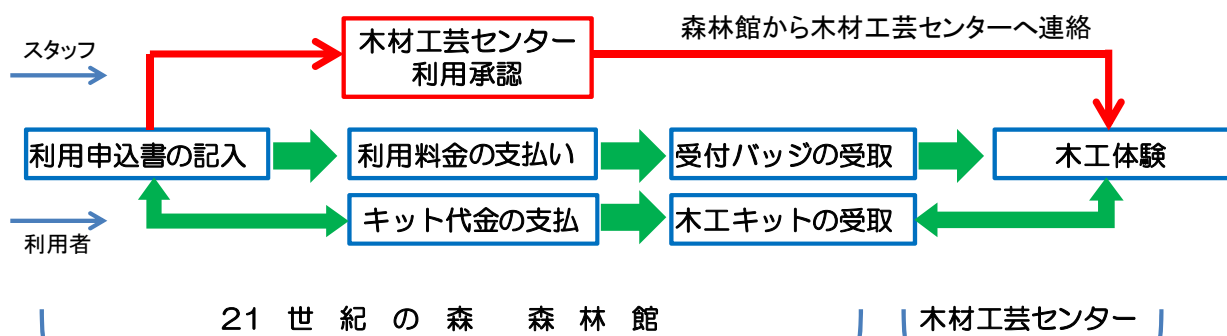 スタッフ
木材工芸センター
利用承認
森林館から木材工芸センターへ連絡
利用申込書の記入
利用料金の支払い
受付バッジの受取
木工体験
キット代金の支払
木工キットの受取
利用者
21世紀の森 森林館
木材工芸センター